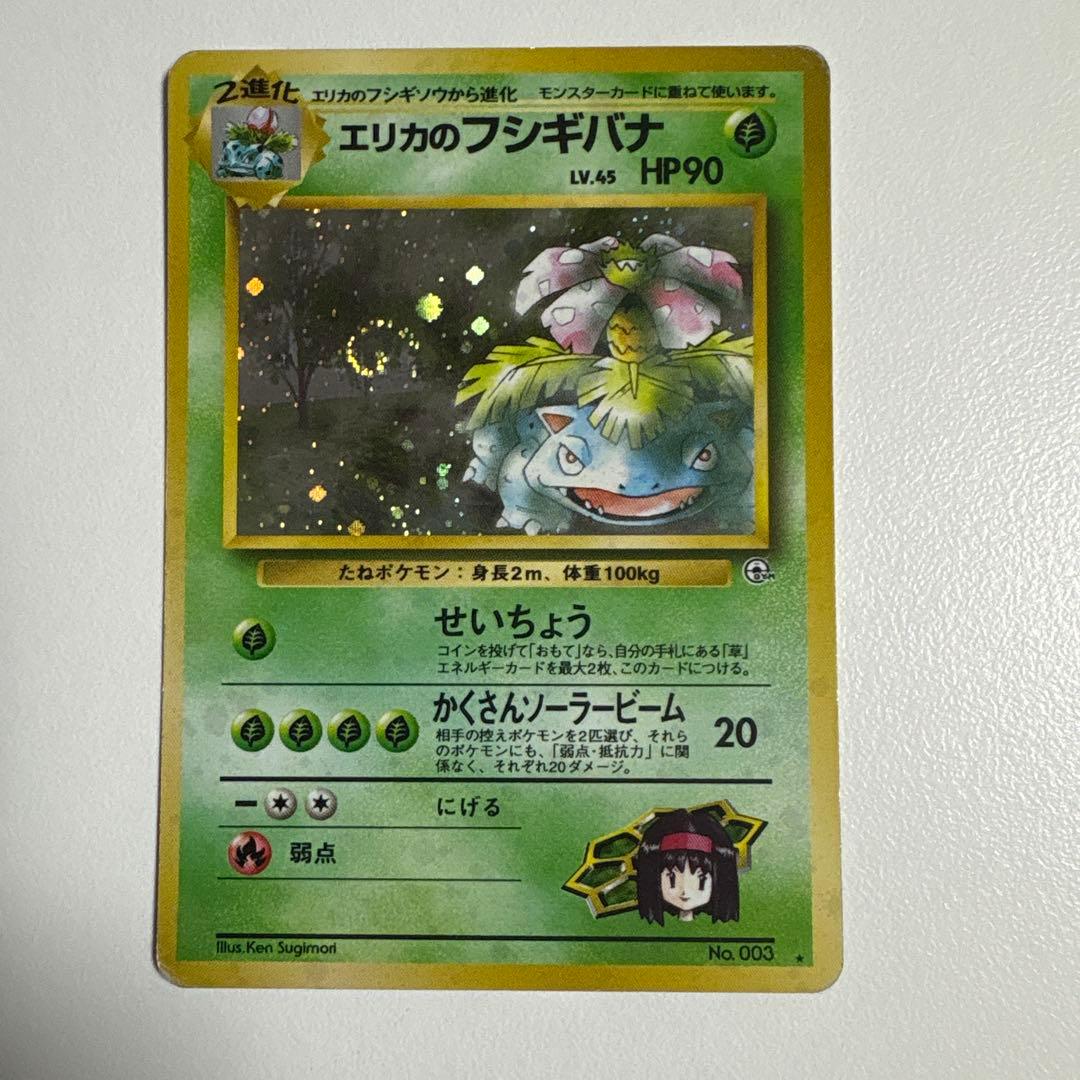 2進化 エリカのフシギソウから進化 モンスターカードに重ねて使います。
エリカのフシギバナ
LV.45 HP90
たねポケモン：身長2m、体重100kg
GYM
せいちょう
コインを投げて「おもて」なら、自分の手札にある「草」
エネルギーカードを最大2枚、このカードにつける。
かくさんソーラービーム 20
相手の控えポケモンを2匹選び、それら
のポケモンにも、「弱点・抵抗力」に関
係なく、それぞれ20ダメージ。
ー にげる
弱点
Illus.Ken Sugimori No. 003 ★